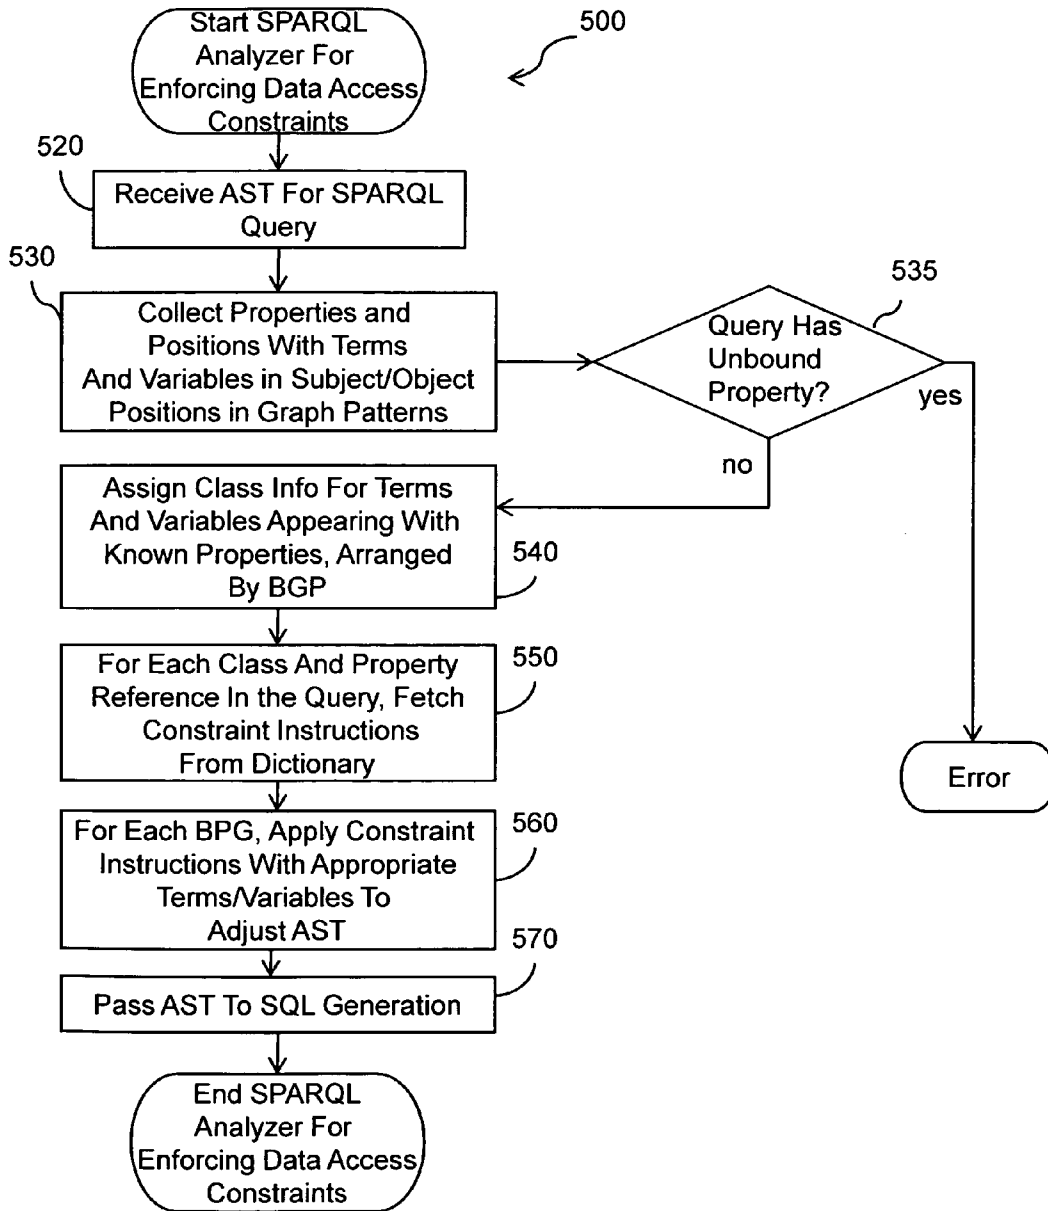 Start SPARQL
Analyzer For
Enforcing Data Access
Constraints
500
520
Receive AST For SPARQL
Query
530
Collect Properties and
Positions With Terms
And Variables in Subject/Object
Positions in Graph Patterns
535
Query Has
Unbound
Property?
yes
no
Assign Class Info For Terms
And Variables Appearing With
Known Properties, Arranged
By BGP
540
For Each Class And Property
Reference In the Query, Fetch
Constraint Instructions
From Dictionary
550
Error
For Each BPG, Apply Constraint
Instructions With Appropriate
Terms/Variables To
Adjust AST
560
570
Pass AST To SQL Generation
End SPARQL
Analyzer For
Enforcing Data Access
Constraints